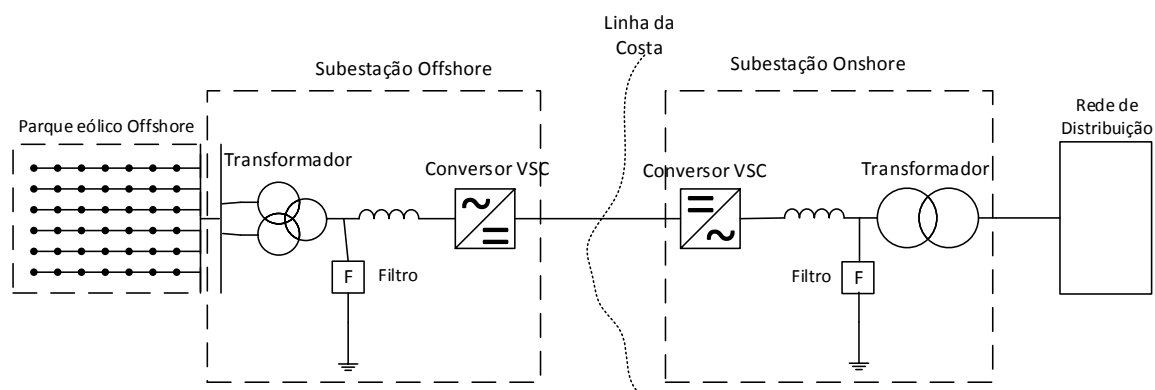 Linha da
Costa
Subestação Offshore
Subestação Onshore
Rede de
Distribuição
Parque eólico Offshore
Transformador
Conversor VSC
Conversor VSC
Transformador
F
Filtro
Filtro
F